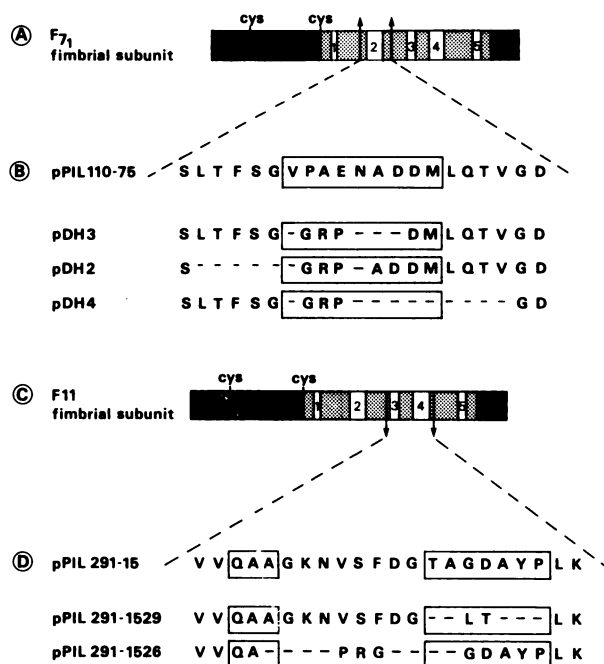 cys cys
A F71 fimbrial subunit 1 2 3 4 5
B pPIL110-75 S L T F S G V P A E N A D D M L Q T V G D
pDH3 S L T F S G - G R P - - - D M L Q T V G D
pDH2 S - - - - - - G R P - A D D M L Q T V G D
pDH4 S L T F S G - G R P - - - - - - - - - G D
cys cys
C F11 fimbrial subunit 1 2 3 4 5
D pPIL 291-15 V V Q A A G K N V S F D G T A G D A Y P L K
pPIL 291-1529 V V Q A A G K N V S F D G - - L T - - - L K
pPIL 291-1526 V V Q A - - - - P R G - - - - G D A Y P L K